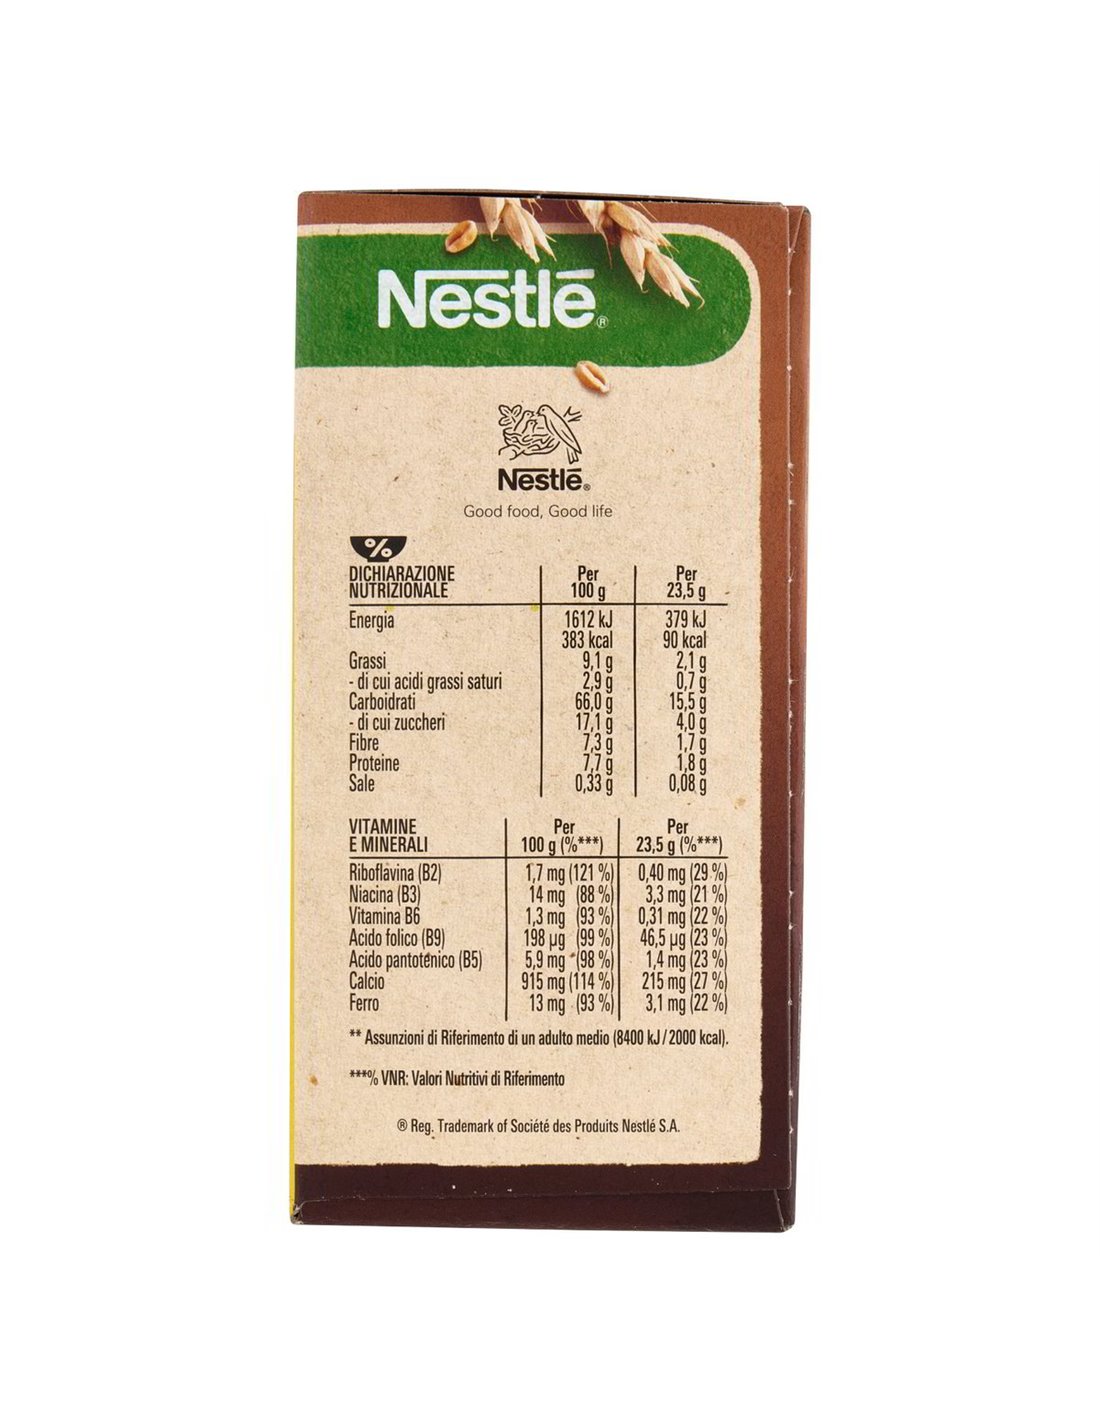 Nestlé®
Nestlé®
Good food, Good life
%
DICHIARAZIONE NUTRIZIONALE Per 100 g Per 23,5 g
Energia 1612 kJ 379 kJ
383 kcal 90 kcal
Grassi 9,1 g 2,1 g
- di cui acidi grassi saturi 2,9 g 0,7 g
Carboidrati 66,0 g 15,5 g
- di cui zuccheri 17,1 g 4,0 g
Fibre 7,3 g 1,7 g
Proteine 7,7 g 1,8 g
Sale 0,33 g 0,08 g
VITAMINE E MINERALI Per 100 g (%***) Per 23,5 g (%***)
Riboflavina (B2) 1,7 mg (121 %) 0,40 mg (29 %)
Niacina (B3) 14 mg (88 %) 3,3 mg (21 %)
Vitamina B6 1,3 mg (93 %) 0,31 mg (22 %)
Acido folico (B9) 198 µg (99 %) 46,5 µg (23 %)
Acido pantotenico (B5) 5,9 mg (98 %) 1,4 mg (23 %)
Calcio 915 mg (114 %) 215 mg (27 %)
Ferro 13 mg (93 %) 3,1 mg (22 %)
** Assunzioni di Riferimento di un adulto medio (8400 kJ / 2000 kcal).
***% VNR: Valori Nutritivi di Riferimento
® Reg. Trademark of Société des Produits Nestlé S.A.